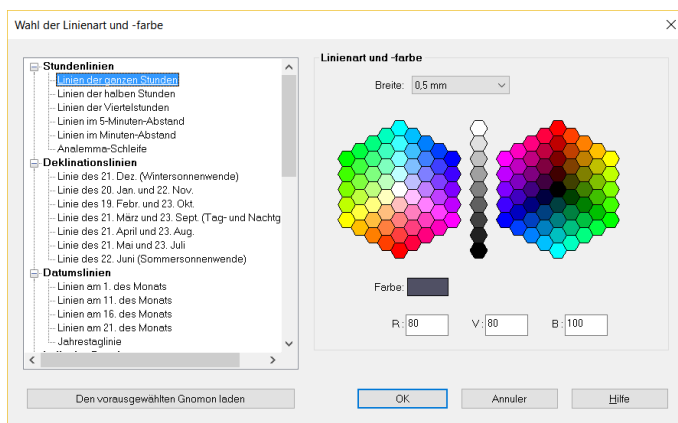 Wahl der Linienart und -farbe
Stundenlinien
Linien der ganzen Stunden
Linien der halben Stunden
Linien der Viertelstunden
Linien im 5-Minuten-Abstand
Linien im Minuten-Abstand
Analemma-Schleife
Deklinationslinien
Linie des 21. Dez. (Wintersonnenwende)
Linie des 20. Jan. und 22. Nov.
Linie des 19. Febr. und 23. Okt.
Linie des 21. März und 23. Sept. (Tag- und Nachtg
Linie des 21. April und 23. Aug.
Linie des 21. Mai und 23. Juli
Linie des 22. Juni (Sommersonnenwende)
Datumslinien
Linien am 1. des Monats
Linien am 11. des Monats
Linien am 16. des Monats
Linien am 21. des Monats
Jahrestaglinie
Linienart und -farbe
Breite: 0,5 mm
Farbe:
R: 80 V: 80 B: 100
Den vorausgewählten Gnomon laden
OK Annuler Hilfe